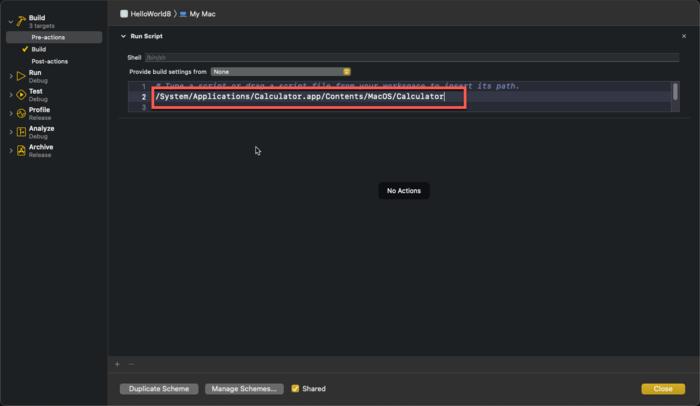 Build
3 targets
Pre-actions
Build
Post-actions
Run
Debug
Test
Debug
Profile
Release
Analyze
Debug
Archive
Release
HelloWorld8 〉 My Mac
Run Script
Shell /bin/sh
Provide build settings from None
1 # Type a script or drag a script file from your workspace to insert its path.
2 /System/Applications/Calculator.app/Contents/MacOS/Calculator
3
No Actions
Duplicate Scheme Manage Schemes... Shared Close